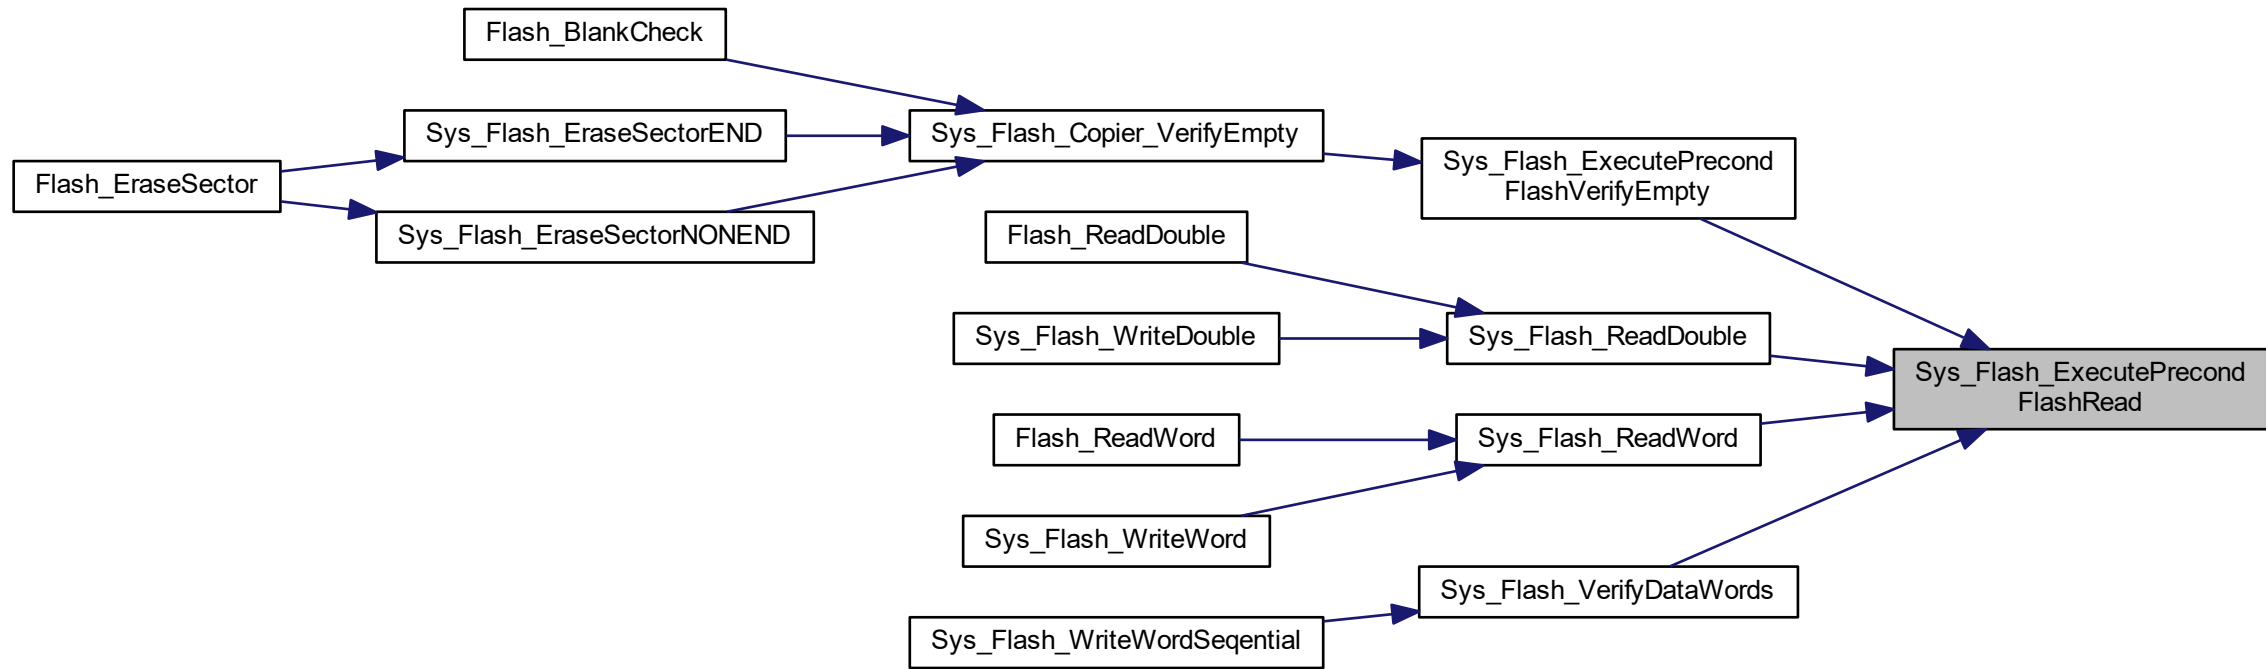 Flash_BlankCheck
Sys_Flash_EraseSectorEND
Sys_Flash_Copier_VerifyEmpty
Sys_Flash_ExecutePrecond
FlashVerifyEmpty
Flash_EraseSector
Sys_Flash_EraseSectorNONEND
Flash_ReadDouble
Sys_Flash_WriteDouble
Sys_Flash_ReadDouble
Sys_Flash_ExecutePrecond
FlashRead
Flash_ReadWord
Sys_Flash_ReadWord
Sys_Flash_WriteWord
Sys_Flash_VerifyDataWords
Sys_Flash_WriteWordSeqential